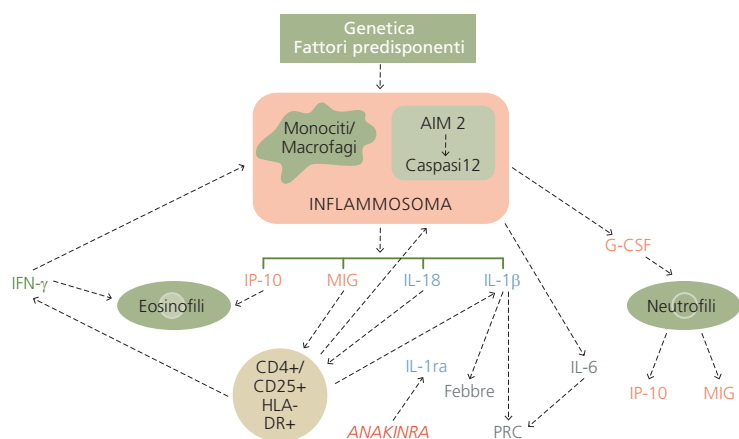 Genetica
Fattori predisponenti
Monociti/
Macrofagi
AIM 2
Caspasi12
INFLAMMOSOMA
G-CSF
IFN-γ
Eosinofili
IP-10
MIG
IL-18
IL-1β
Neutrofili
CD4+/
CD25+
HLA-
DR+
IL-1ra
Febbre
IL-6
IP-10
MIG
ANAKINRA
PRC